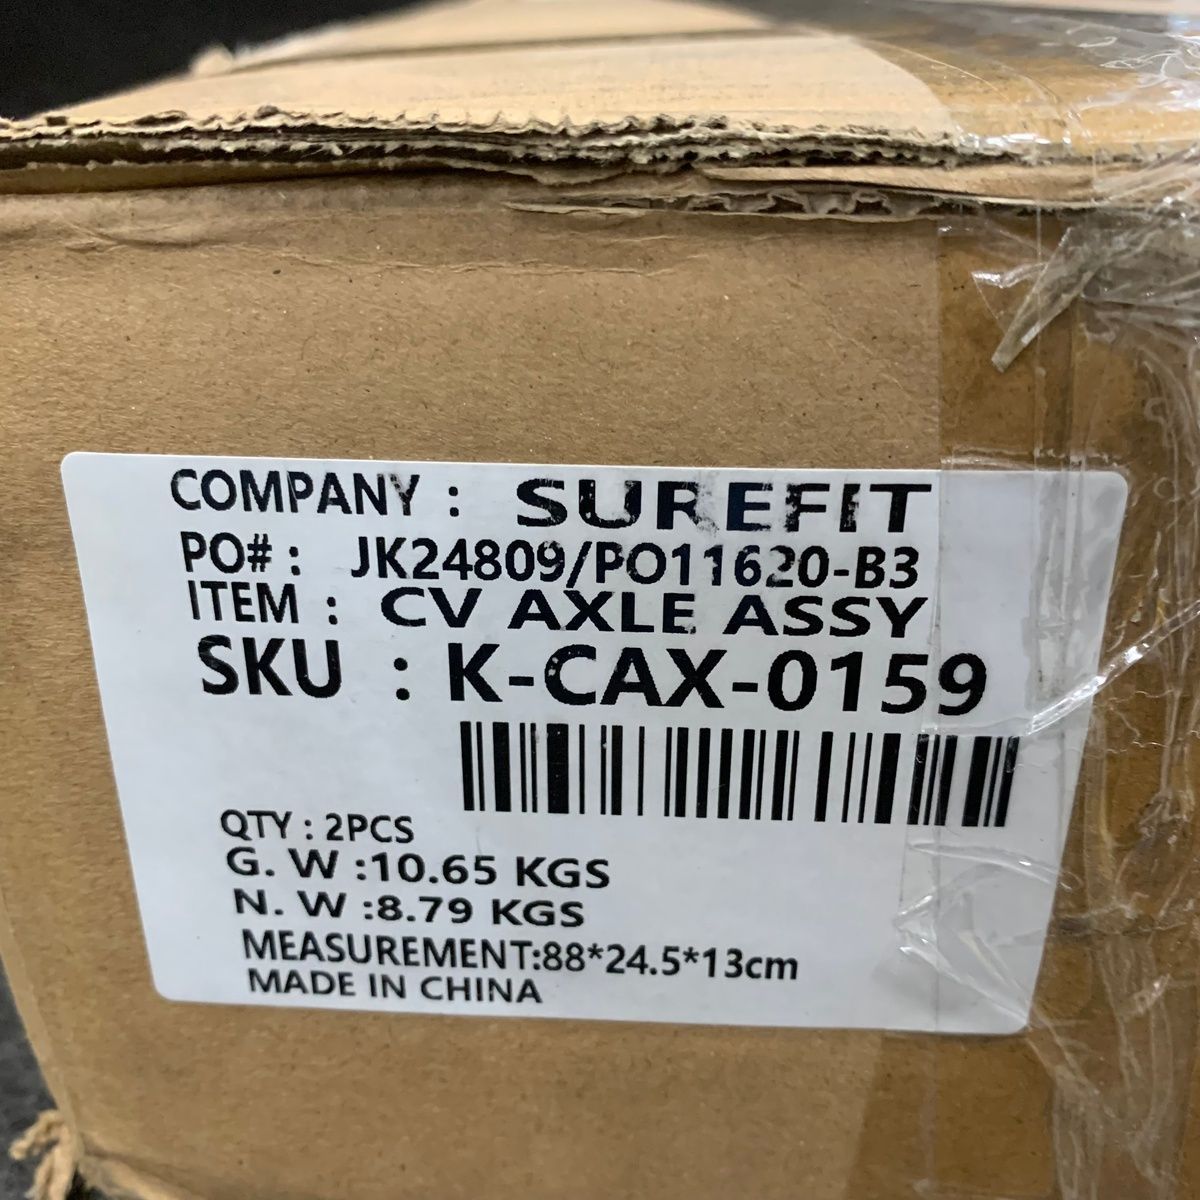 COMPANY : SUREFIT
PO# : JK24809/PO11620-B3
ITEM : CV AXLE ASSY
SKU : K-CAX-0159
QTY : 2PCS
G. W :10.65 KGS
N. W :8.79 KGS
MEASUREMENT:88*24.5*13cm
MADE IN CHINA